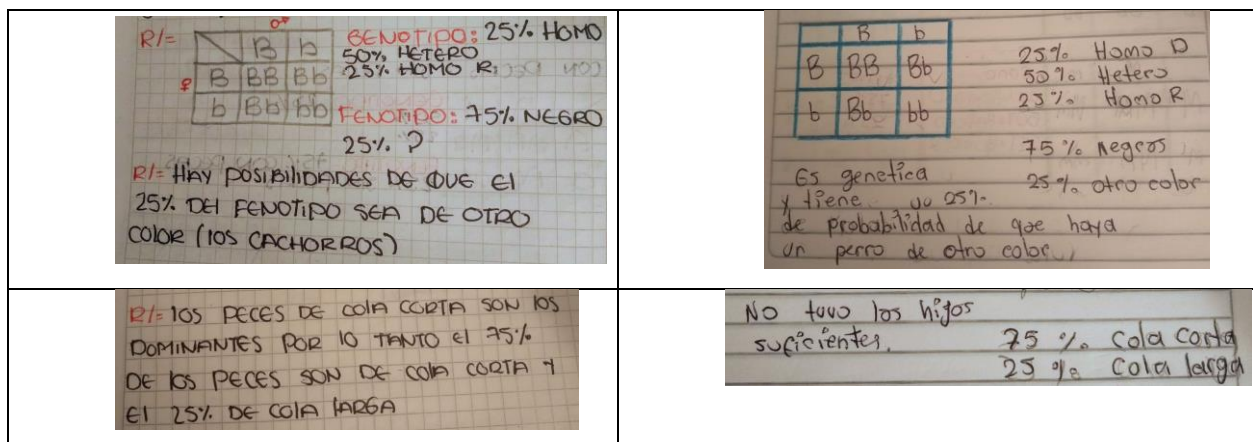 R/= ♂
B b
B BB Bb
♀
b Bb bb
GENOTIPO: 25% HOMO
50% HETERO
25% HOMO R.
FENOTIPO: 75% NEGRO
25% ?
R/= HAY POSIBILIDADES DE QUE El
25% DEl FENOTIPO SEA DE OTRO
COlOR (lOS CACHORROS)
B b
B BB Bb
b Bb bb
25% Homo D
50% Hetero
25% Homo R
75% negros
25% otro color
Es genetica
y tiene un 25%
de probabilidad de que haya
un perro de otro color
R/= lOS PECES DE COlA CORTA SON lOS
DOMINANTES POR lO TANTO El 75%
DE lOS PECES SON DE COlA CORTA Y
El 25% DE COlA lARGA
No tuvo los hijos
suficientes.
75 % cola corta
25 % cola larga